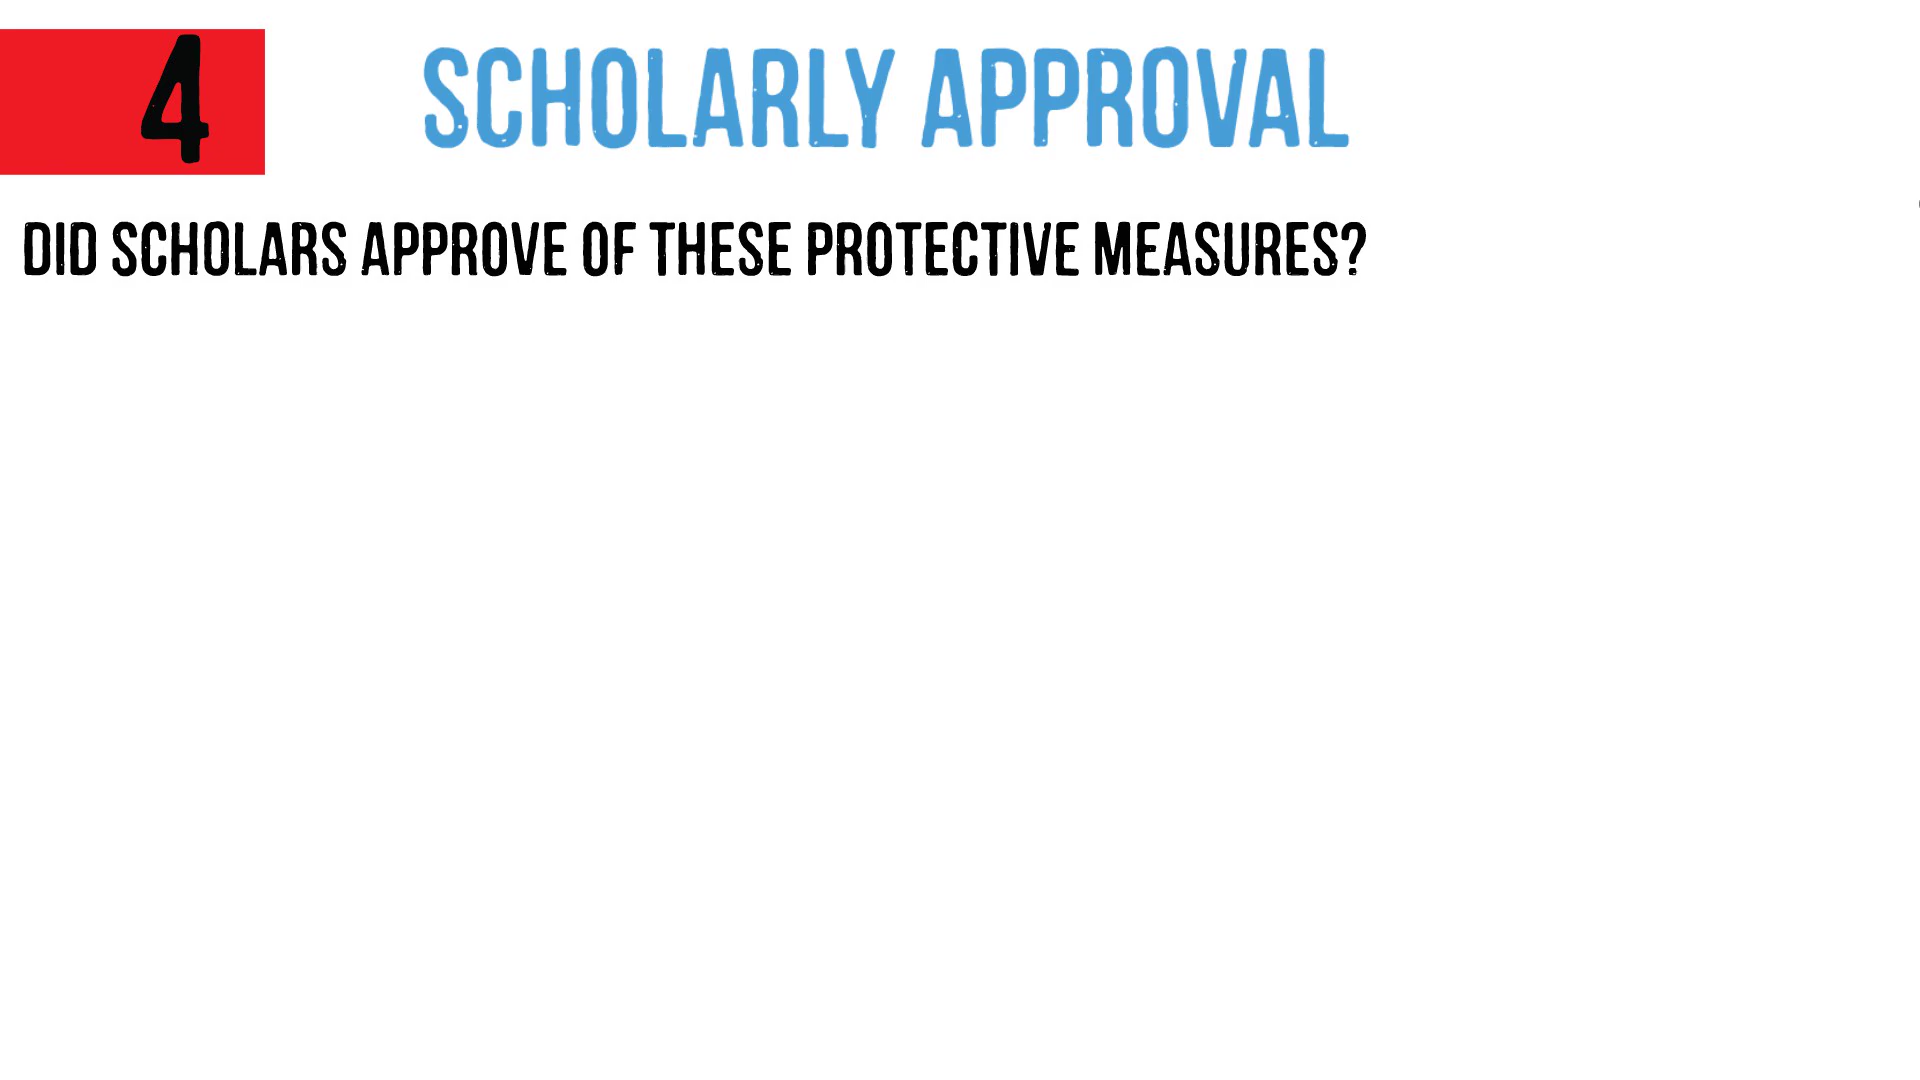 4
SCHOLARLY APPROVAL
DID SCHOLARS APPROVE OF THESE PROTECTIVE MEASURES?